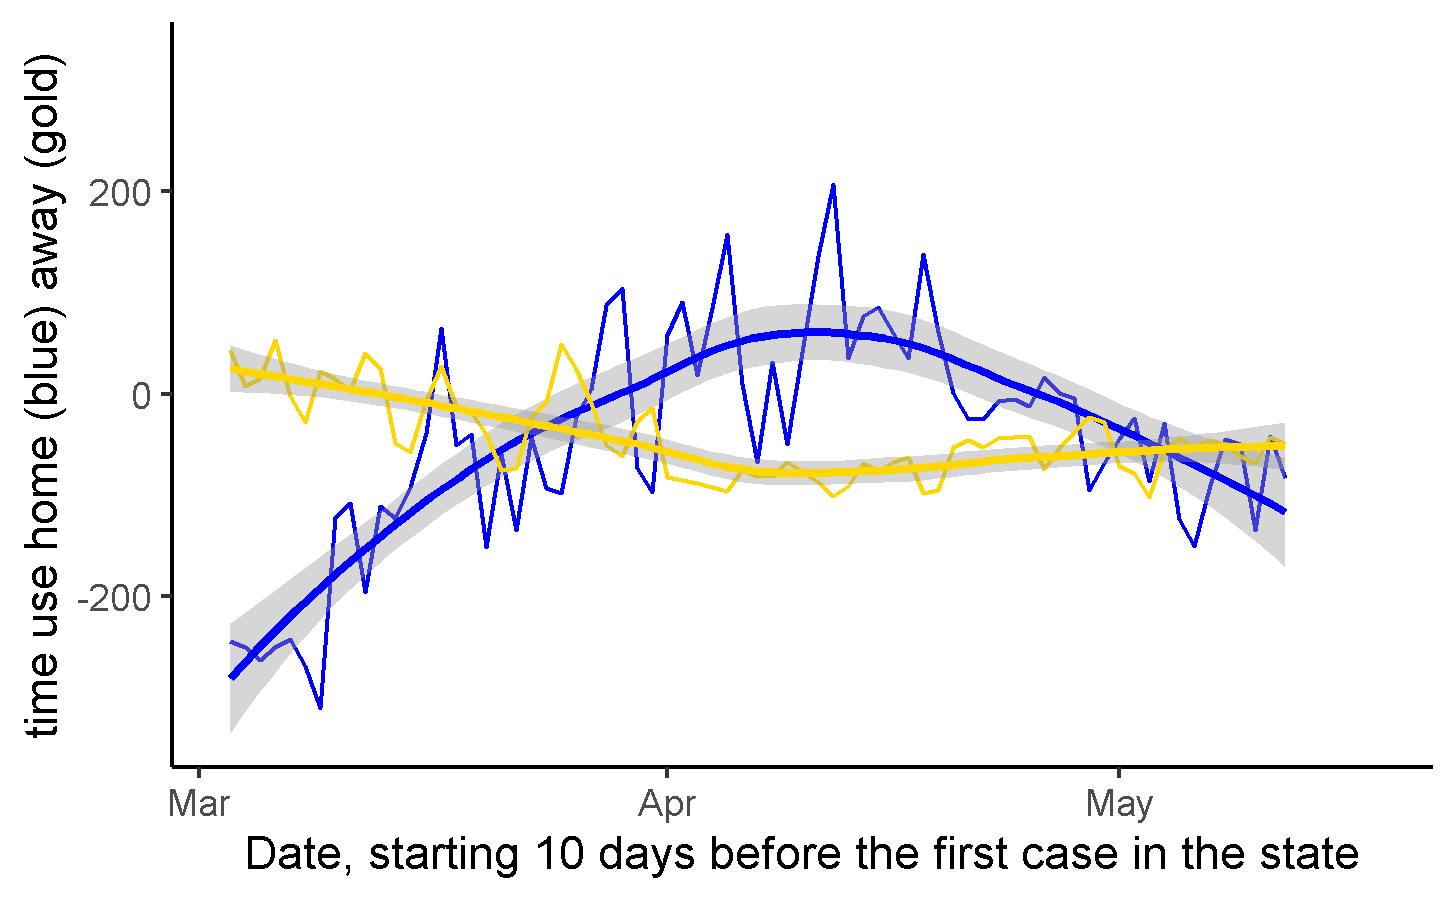 time use home (blue) away (gold)
200
0
-200
Mar
Apr
May
Date, starting 10 days before the first case in the state